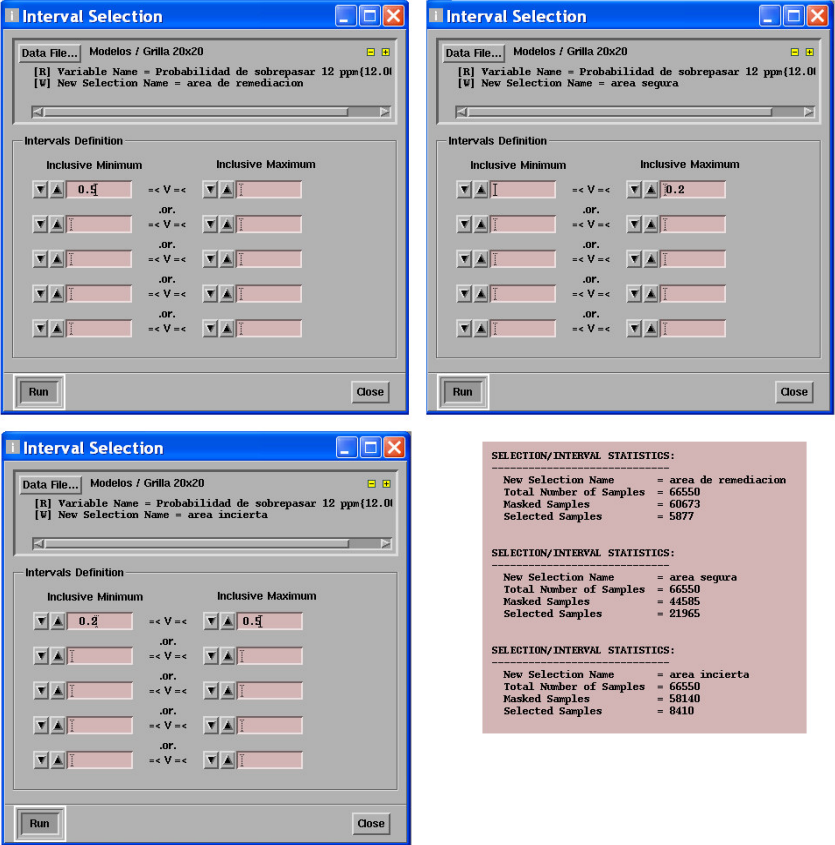 Interval Selection
Data File... Modelos / Grilla 20x20
[R] Variable Name = Probabilidad de sobrepasar 12 ppm{12.00
[W] New Selection Name = area de remediacion
Intervals Definition
Inclusive Minimum Inclusive Maximum
0.5 =< V =<
.or.
=< V =<
.or.
=< V =<
.or.
=< V =<
.or.
=< V =<
Run Close
Interval Selection
Data File... Modelos / Grilla 20x20
[R] Variable Name = Probabilidad de sobrepasar 12 ppm{12.00
[W] New Selection Name = area segura
Intervals Definition
Inclusive Minimum Inclusive Maximum
=< V =< 0.2
.or.
=< V =<
.or.
=< V =<
.or.
=< V =<
.or.
=< V =<
Run Close
Interval Selection
Data File... Modelos / Grilla 20x20
[R] Variable Name = Probabilidad de sobrepasar 12 ppm{12.00
[W] New Selection Name = area incierta
Intervals Definition
Inclusive Minimum Inclusive Maximum
0.2 =< V =< 0.5
.or.
=< V =<
.or.
=< V =<
.or.
=< V =<
.or.
=< V =<
Run Close
SELECTION/INTERVAL STATISTICS:
------------------------------
New Selection Name = area de remediacion
Total Number of Samples = 66550
Masked Samples = 60673
Selected Samples = 5877
SELECTION/INTERVAL STATISTICS:
------------------------------
New Selection Name = area segura
Total Number of Samples = 66550
Masked Samples = 44585
Selected Samples = 21965
SELECTION/INTERVAL STATISTICS:
------------------------------
New Selection Name = area incierta
Total Number of Samples = 66550
Masked Samples = 58140
Selected Samples = 8410